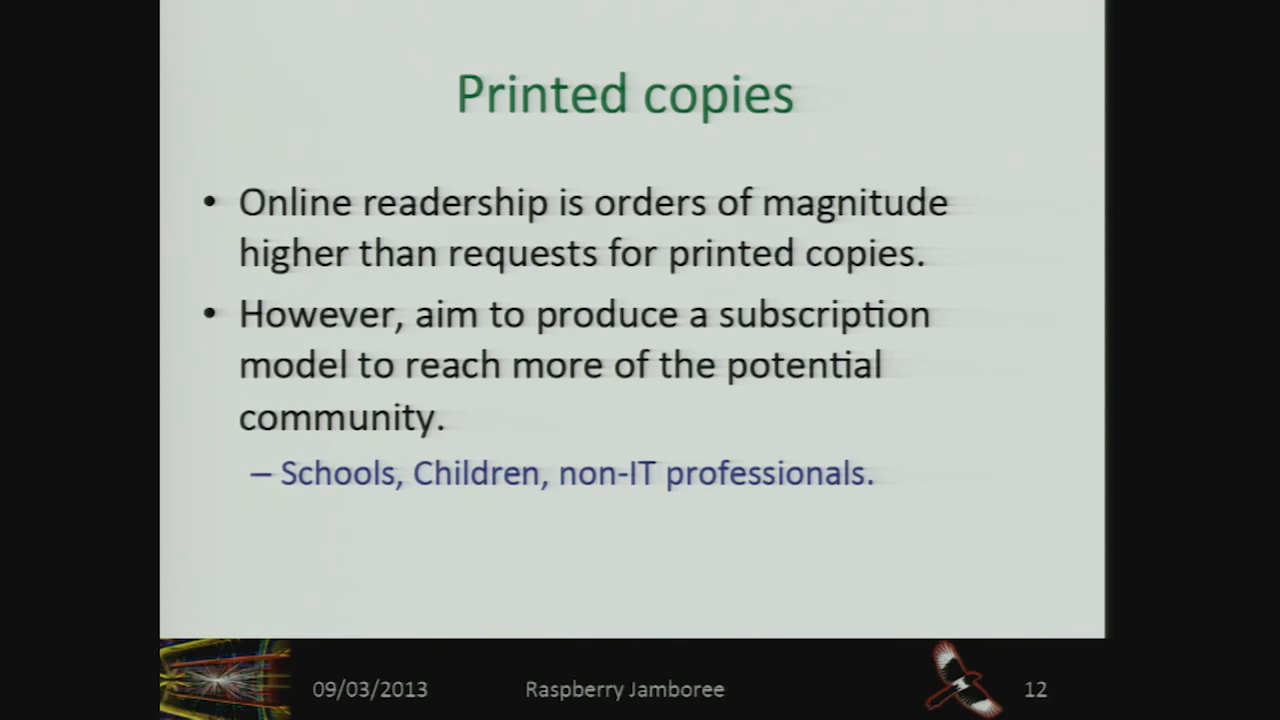 Printed copies
• Online readership is orders of magnitude
higher than requests for printed copies.
• However, aim to produce a subscription
model to reach more of the potential
community.
– Schools, Children, non-IT professionals.
09/03/2013 Raspberry Jamboree 12